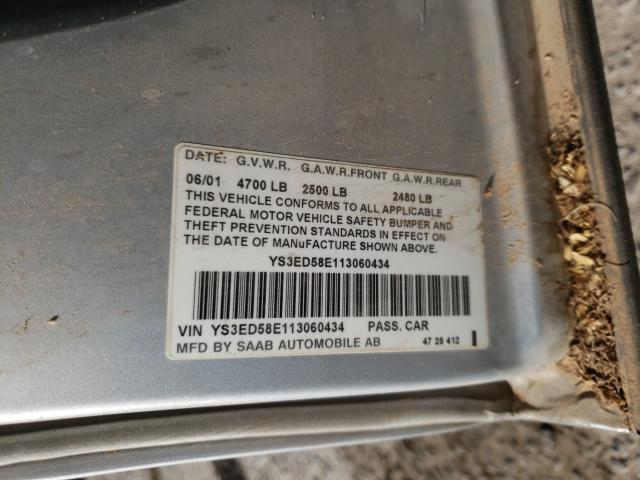 DATE: G.V.W.R. G.A.W.R.FRONT G.A.W.R.REAR
06/01 4700 LB 2500 LB 2480 LB
THIS VEHICLE CONFORMS TO ALL APPLICABLE
FEDERAL MOTOR VEHICLE SAFETY BUMPER AND
THEFT PREVENTION STANDARDS IN EFFECT ON
THE DATE OF MANuFACTURE SHOWN ABOVE.
YS3ED58E113060434
VIN YS3ED58E113060434 PASS. CAR
MFD BY SAAB AUTOMOBILE AB 47 26 412